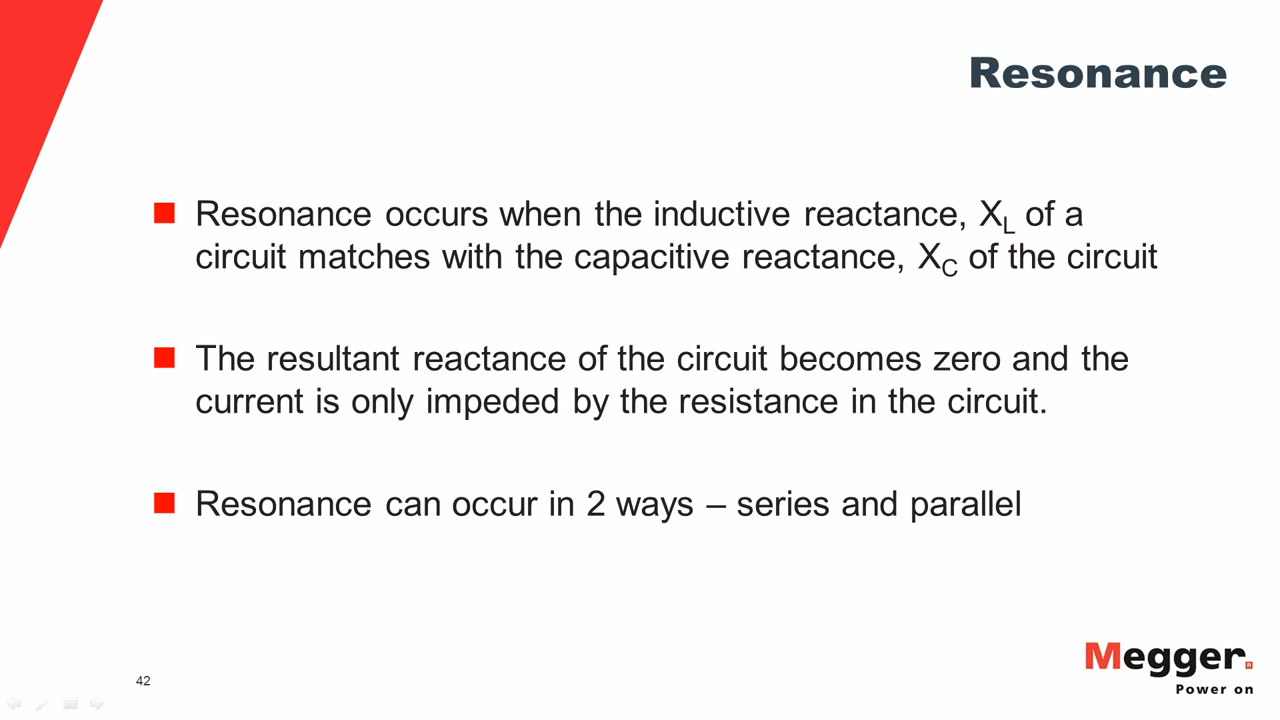 Resonance
Resonance occurs when the inductive reactance, XL of a
circuit matches with the capacitive reactance, XC of the circuit
The resultant reactance of the circuit becomes zero and the
current is only impeded by the resistance in the circuit.
Resonance can occur in 2 ways – series and parallel
Megger.
Power on
42